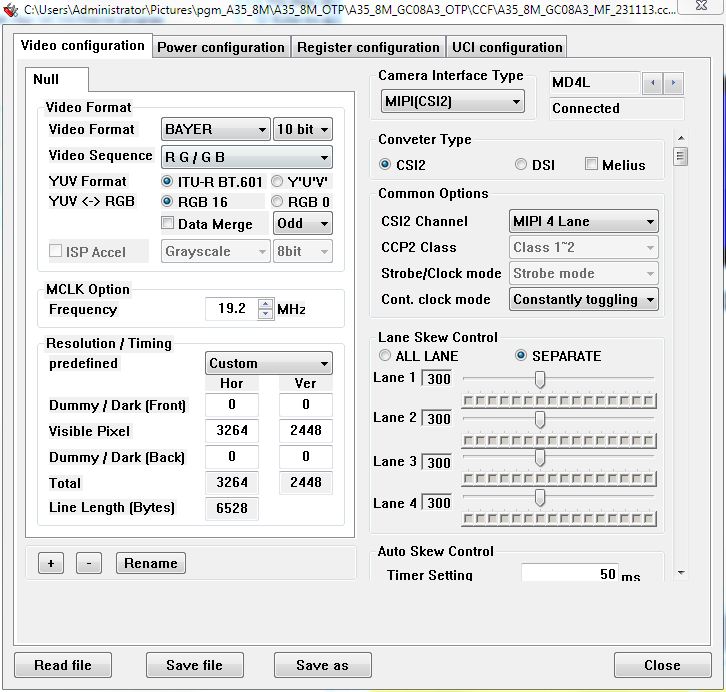 C:\Users\Administrator\Pictures\pgm_A35_8M\A35_8M_OTP\A35_8M_GC08A3_OTP\CCF\A35_8M_GC08A3_MF_231113.cc...
Video configuration Power configuration Register configuration UCI configuration
Null
Video Format
Video Format BAYER 10 bit
Video Sequence R G / G B
YUV Format ITU-R BT.601 Y'U'V'
YUV <-> RGB RGB 16 RGB 0
Data Merge Odd
ISP Accel Grayscale 8bit
MCLK Option
Frequency 19.2 MHz
Resolution / Timing
predefined Custom
Hor Ver
Dummy / Dark (Front) 0 0
Visible Pixel 3264 2448
Dummy / Dark (Back) 0 0
Total 3264 2448
Line Length (Bytes) 6528
+ - Rename
Camera Interface Type
MIPI(CSI2)
MD4L
Connected
Conveter Type
CSI2 DSI Melius
Common Options
CSI2 Channel MIPI 4 Lane
CCP2 Class Class 1~2
Strobe/Clock mode Strobe mode
Cont. clock mode Constantly toggling
Lane Skew Control
ALL LANE SEPARATE
Lane 1 300
Lane 2 300
Lane 3 300
Lane 4 300
Auto Skew Control
Timer Setting 50 ms
Read file Save file Save as Close